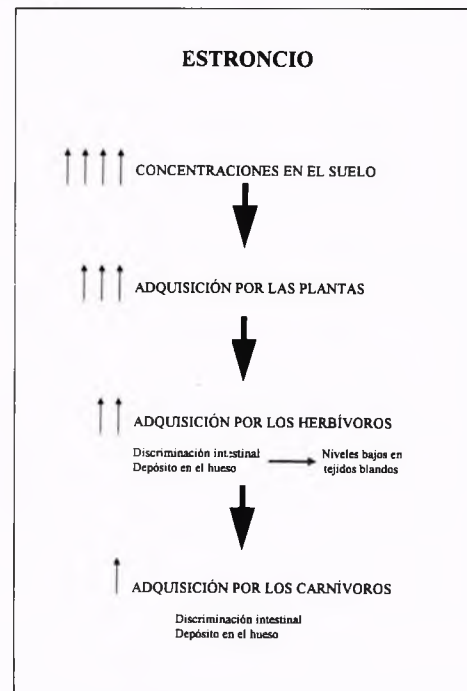 ESTRONCIO
CONCENTRACIONES EN EL SUELO
ADQUISICIÓN POR LAS PLANTAS
ADQUISICIÓN POR LOS HERBÍVOROS
Discriminación intestinal
Depósito en el hueso
Niveles bajos en
tejidos blandos
ADQUISICIÓN POR LOS CARNÍVOROS
Discriminación intestinal
Depósito en el hueso